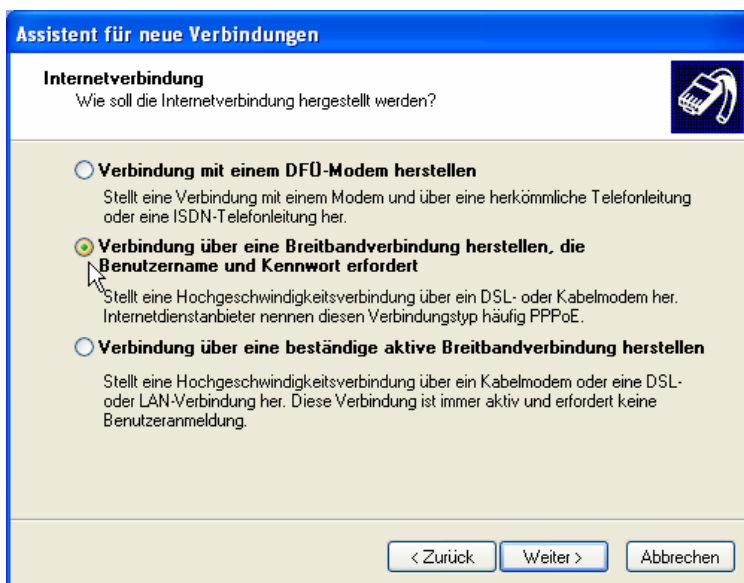 Assistent für neue Verbindungen
Internetverbindung
Wie soll die Internetverbindung hergestellt werden?
Verbindung mit einem DFÜ-Modem herstellen
Stellt eine Verbindung mit einem Modem und über eine herkömmliche Telefonleitung
oder eine ISDN-Telefonleitung her.
Verbindung über eine Breitbandverbindung herstellen, die
Benutzername und Kennwort erfordert
Stellt eine Hochgeschwindigkeitsverbindung über ein DSL- oder Kabelmodem her.
Internetdienstanbieter nennen diesen Verbindungstyp häufig PPPoE.
Verbindung über eine beständige aktive Breitbandverbindung herstellen
Stellt eine Hochgeschwindigkeitsverbindung über ein Kabelmodem oder eine DSL-
oder LAN-Verbindung her. Diese Verbindung ist immer aktiv und erfordert keine
Benutzeranmeldung.
< Zurück
Weiter >
Abbrechen